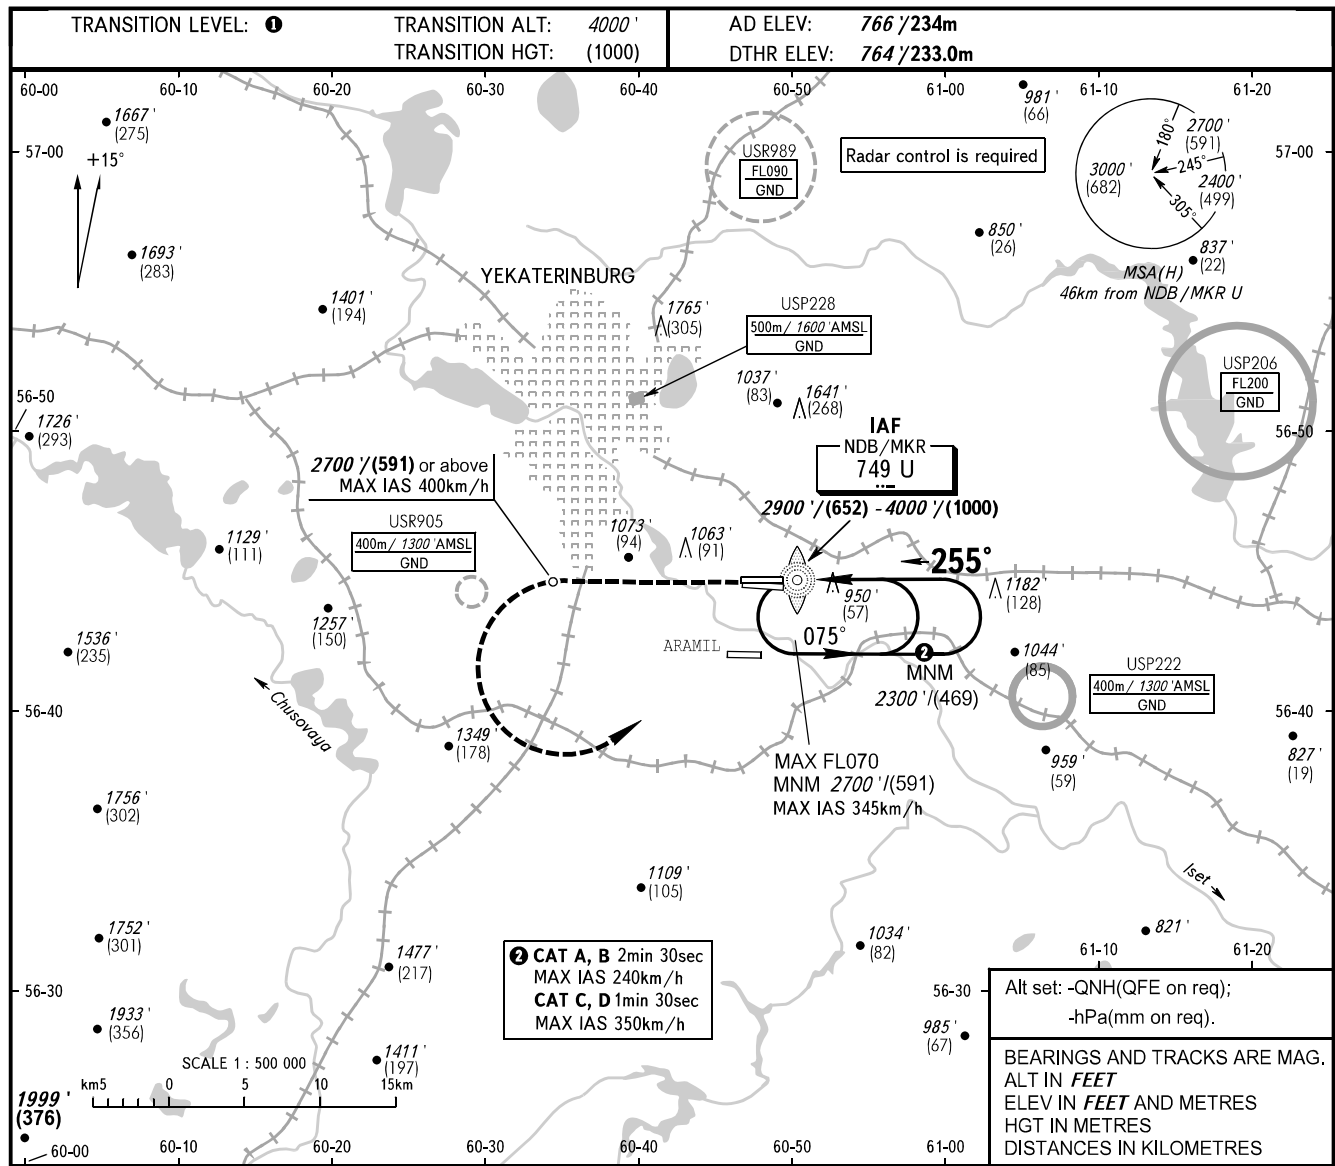 TRANSITION LEVEL: ❶
TRANSITION ALT: 4000 '
TRANSITION HGT: (1000)
AD ELEV: 766 '/234m
DTHR ELEV: 764 '/233.0m
60-00 60-10 60-20 60-30 60-40 60-50 61-00 61-10 61-20
1667 '
(275)
+15°
57-00
USR989
FL090
GND
Radar control is required
981 '
(66)
180°
2700 '
(591)
245°
3000 '
(682)
2400 '
(499)
305°
57-00
MSA(H)
46km from NDB/MKR U
850 '
(26)
837 '
(22)
1693 '
(283)
YEKATERINBURG
1401 '
(194)
1765 '
(305)
USP228
500m/ 1600 'AMSL
GND
USP206
FL200
GND
1037 '
(83)
1641 '
(268)
56-50
1726 '
(293)
56-50
IAF
NDB/MKR
749 U
2900 '/(652) - 4000 '/(1000)
2700 '/(591) or above
MAX IAS 400km/h
USR905
400m/ 1300 'AMSL
GND
1129 '
(111)
1073 '
(94)
1063 '
(91)
255°
950 '
(57)
1182 '
(128)
1257 '
(150)
1536 '
(235)
ARAMIL
075°
❷
MNM
2300 '/(469)
1044 '
(85)
USP222
400m/ 1300 'AMSL
GND
Chusovaya
56-40
56-40
1349 '
(178)
MAX FL070
MNM 2700 '/(591)
MAX IAS 345km/h
959 '
(59)
827 '
(19)
1756 '
(302)
1109 '
(105)
Iset
1752 '
(301)
1477 '
(217)
❷ CAT A, B 2min 30sec
MAX IAS 240km/h
CAT C, D 1min 30sec
MAX IAS 350km/h
1034 '
(82)
821 '
61-10 61-20
56-30
56-30
1933 '
(356)
985 '
(67)
Alt set: -QNH(QFE on req);
-hPa(mm on req).
1411 '
(197)
SCALE 1 : 500 000
km5 0 5 10 15km
1999 '
(376)
BEARINGS AND TRACKS ARE MAG.
ALT IN FEET
ELEV IN FEET AND METRES
HGT IN METRES
DISTANCES IN KILOMETRES
60-00 60-10 60-20 60-30 60-40 60-50 61-00